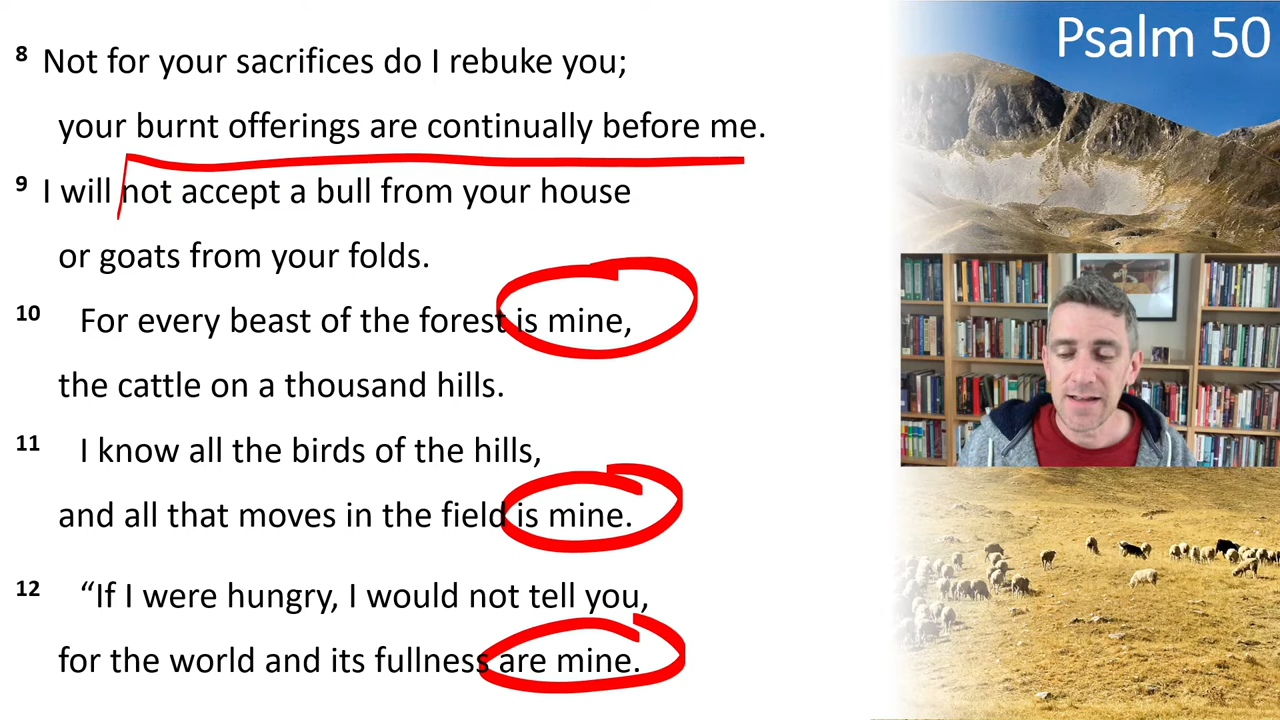 Psalm 50
8 Not for your sacrifices do I rebuke you;
your burnt offerings are continually before me.
9 I will not accept a bull from your house
or goats from your folds.
10 For every beast of the forest is mine,
the cattle on a thousand hills.
11 I know all the birds of the hills,
and all that moves in the field is mine.
12 “If I were hungry, I would not tell you,
for the world and its fullness are mine.